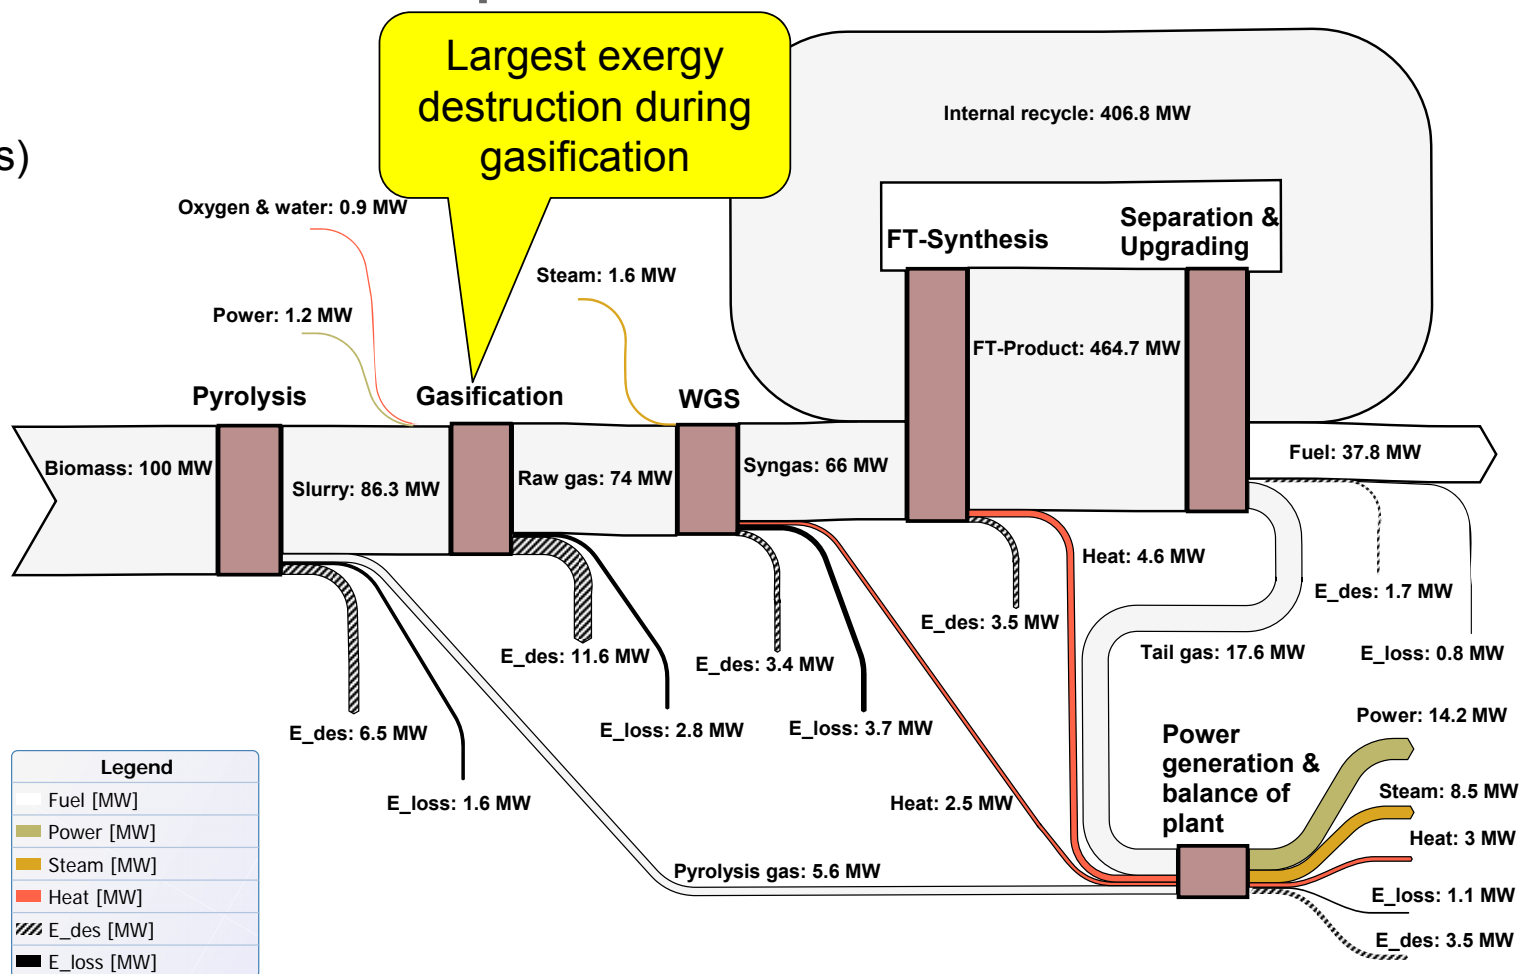 s)
Largest exergy
destruction during
gasification
Internal recycle: 406.8 MW
Oxygen & water: 0.9 MW
Separation &
Upgrading
FT-Synthesis
Steam: 1.6 MW
Power: 1.2 MW
FT-Product: 464.7 MW
Pyrolysis
Gasification
WGS
Biomass: 100 MW
Slurry: 86.3 MW
Raw gas: 74 MW
Syngas: 66 MW
Fuel: 37.8 MW
Heat: 4.6 MW
E_des: 1.7 MW
E_des: 3.5 MW
E_des: 11.6 MW
E_des: 3.4 MW
Tail gas: 17.6 MW
E_loss: 0.8 MW
E_des: 6.5 MW
E_loss: 2.8 MW
E_loss: 3.7 MW
Power: 14.2 MW
Power
generation &
balance of
plant
E_loss: 1.6 MW
Heat: 2.5 MW
Steam: 8.5 MW
Heat: 3 MW
Pyrolysis gas: 5.6 MW
E_loss: 1.1 MW
E_des: 3.5 MW
Legend
Fuel [MW]
Power [MW]
Steam [MW]
Heat [MW]
E_des [MW]
E_loss [MW]